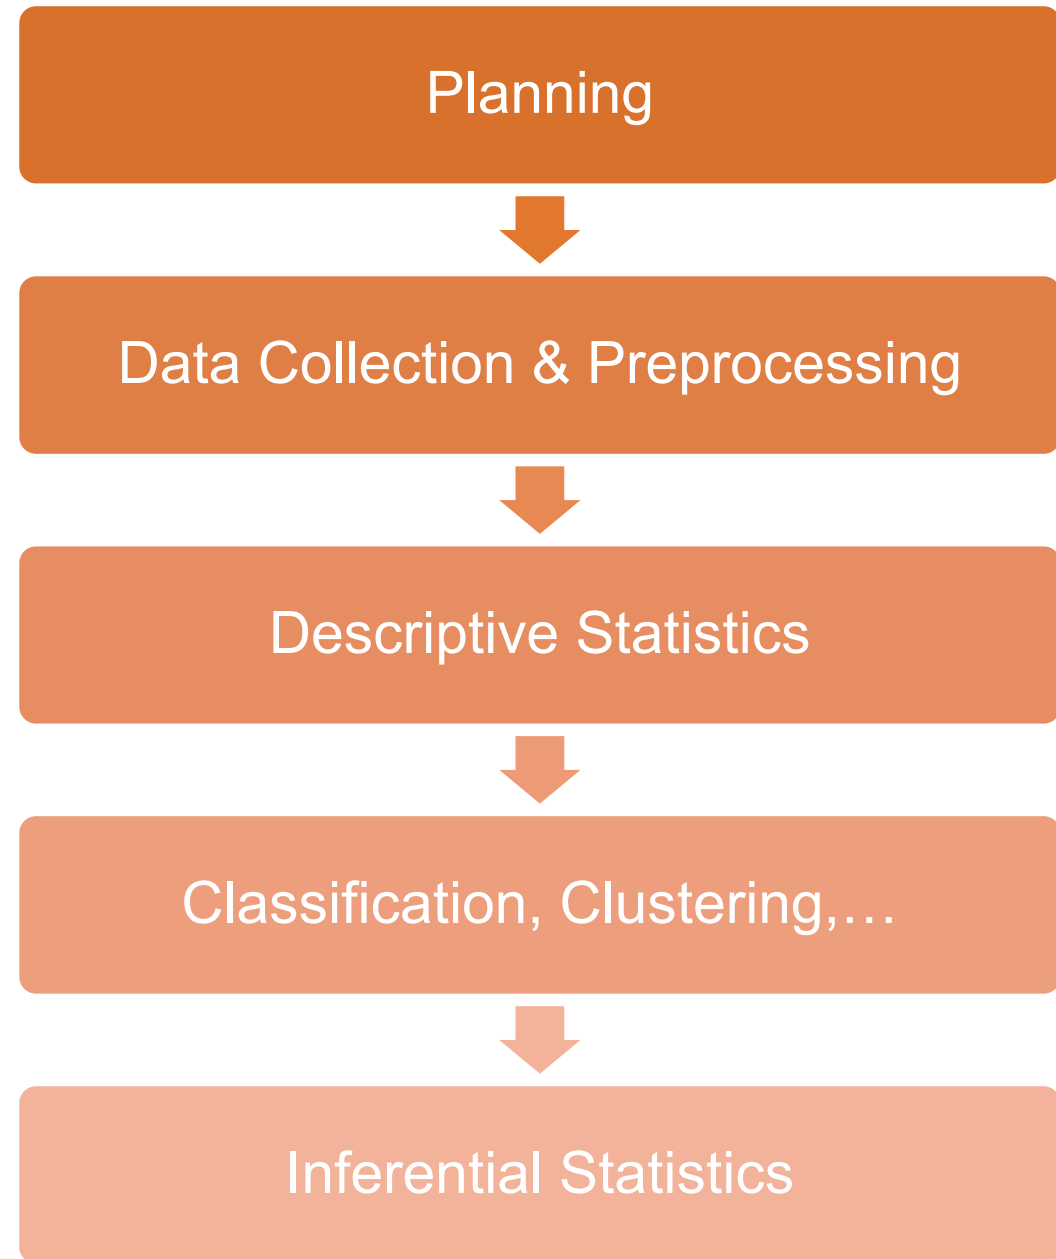 Planning
Data Collection & Preprocessing
Descriptive Statistics
Classification, Clustering,…
Inferential Statistics